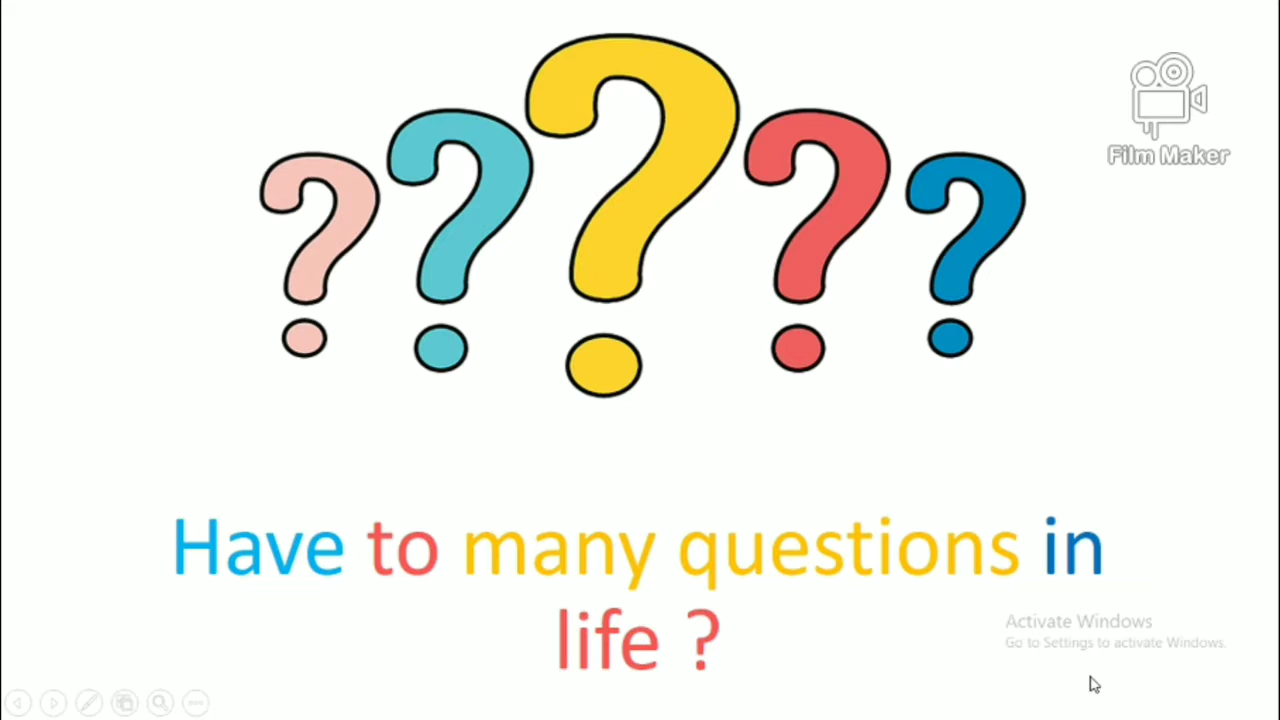 Film Maker
Have to many questions in
life ?
Activate Windows
Go to Settings to activate Windows.